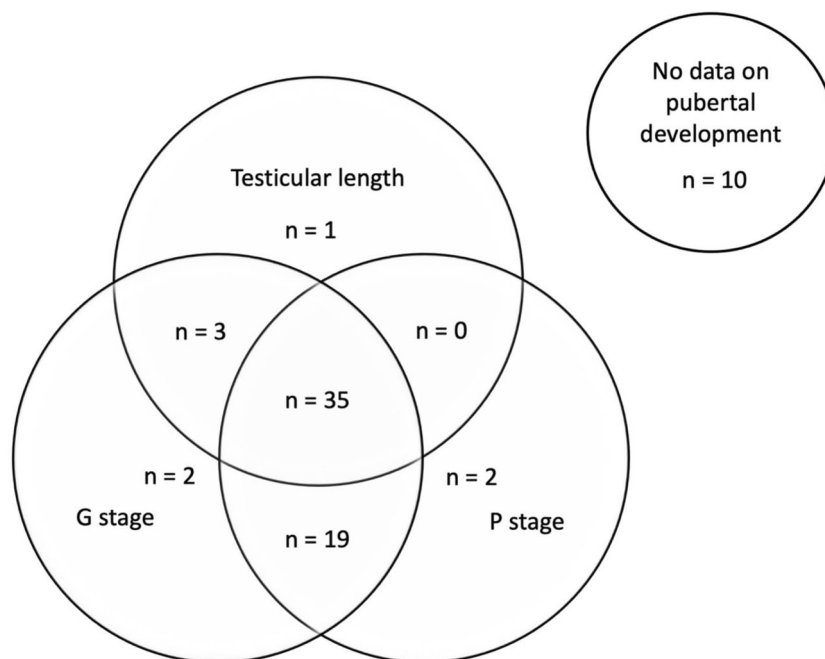 No data on
pubertal
development
n = 10
Testicular length
n = 1
n = 3
n = 0
n = 35
n = 2
n = 2
G stage
P stage
n = 19